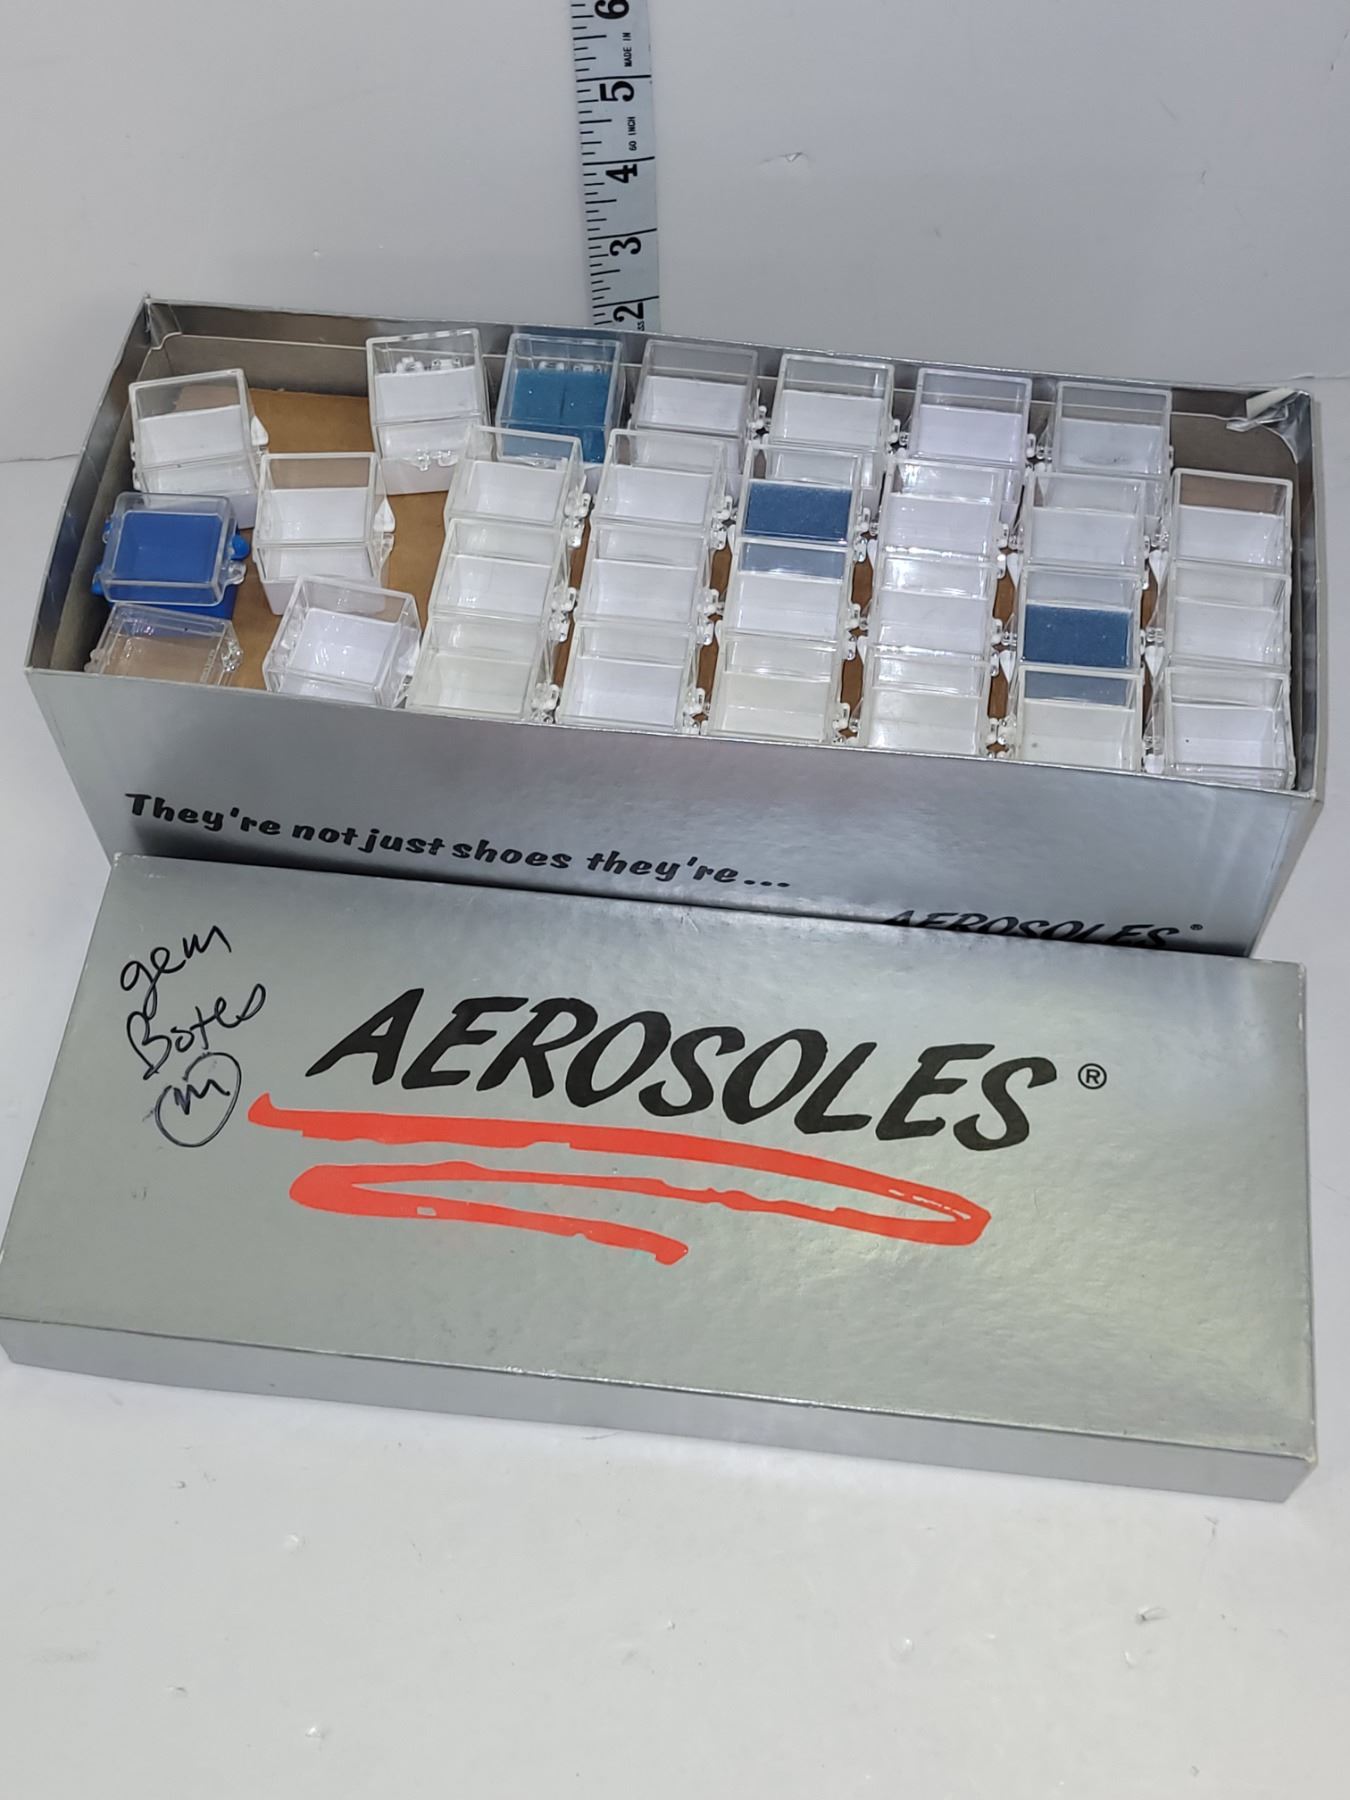 6
MADE IN
5
60 INCH
4
3
2
They're not just shoes they're...
AEROSOLES®
gem
Boxes
m
AEROSOLES®